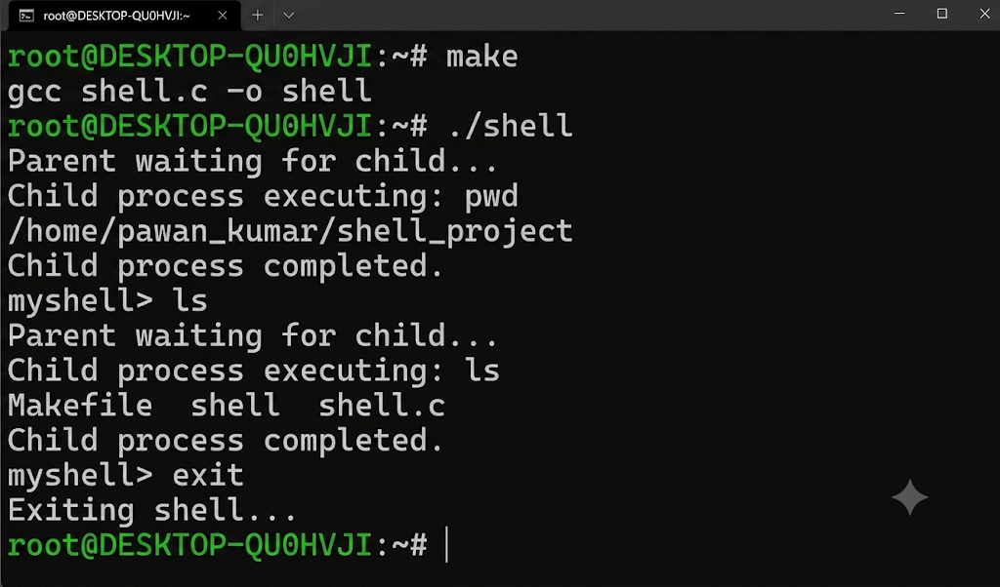 root@DESKTOP-QU0HVJI:~
root@DESKTOP-QU0HVJI:~# make
gcc shell.c -o shell
root@DESKTOP-QU0HVJI:~# ./shell
Parent waiting for child...
Child process executing: pwd
/home/pawan_kumar/shell_project
Child process completed.
myshell> ls
Parent waiting for child...
Child process executing: ls
Makefile  shell  shell.c
Child process completed.
myshell> exit
Exiting shell...
root@DESKTOP-QU0HVJI:~#